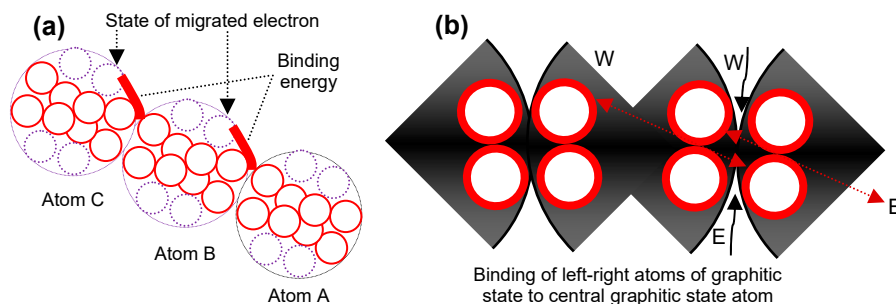 (a)
State of migrated electron
Binding
energy
Atom C
Atom B
Atom A
(b)
W
W
E
E
Binding of left-right atoms of graphitic
state to central graphitic state atom